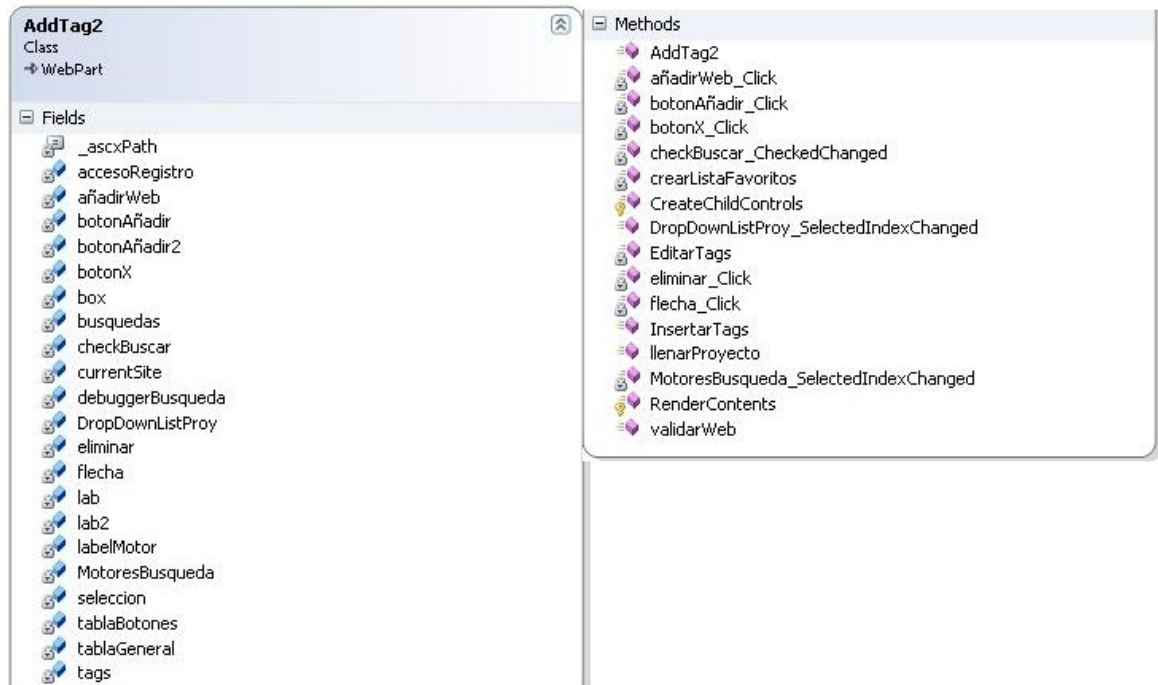 AddTag2
Class
WebPart
Fields
_ascxPath
accesoRegistro
añadirWeb
botonAñadir
botonAñadir2
botonX
box
busquedas
checkBuscar
currentSite
debuggerBusqueda
DropDownListProy
eliminar
flecha
lab
lab2
labelMotor
MotoresBusqueda
seleccion
tablaBotones
tablaGeneral
tags
Methods
AddTag2
añadirWeb_Click
botonAñadir_Click
botonX_Click
checkBuscar_CheckedChanged
crearListaFavoritos
CreateChildControls
DropDownListProy_SelectedIndexChanged
EditarTags
eliminar_Click
flecha_Click
InsertarTags
llenarProyecto
MotoresBusqueda_SelectedIndexChanged
RenderContents
validarWeb